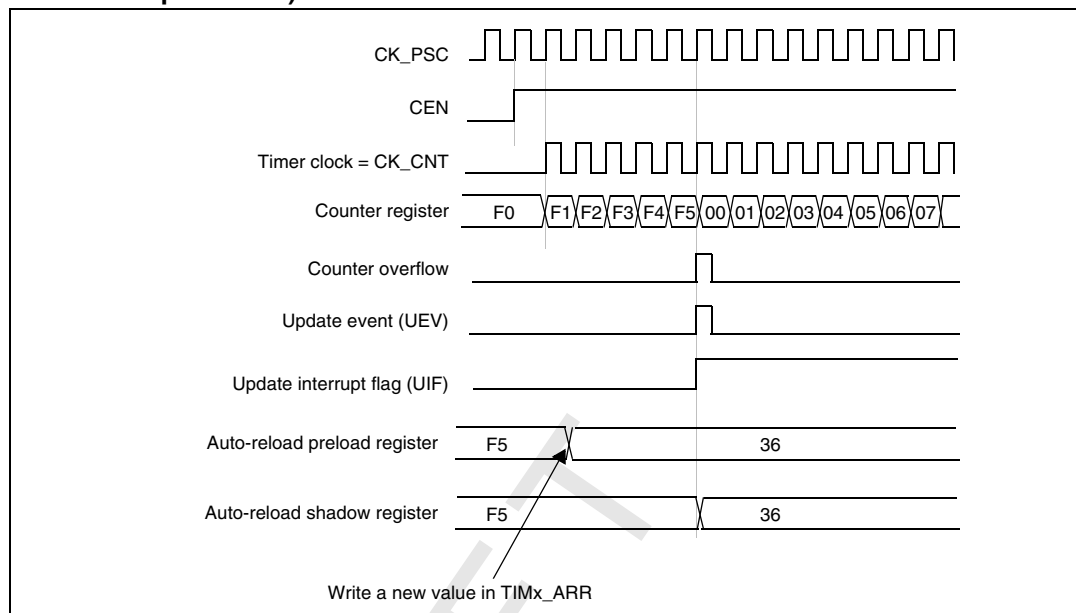 CK_PSC
CEN
Timer clock = CK_CNT
Counter register F0 F1 F2 F3 F4 F5 00 01 02 03 04 05 06 07
Counter overflow
Update event (UEV)
Update interrupt flag (UIF)
Auto-reload preload register F5 36
Auto-reload shadow register F5 36
Write a new value in TIMx_ARR